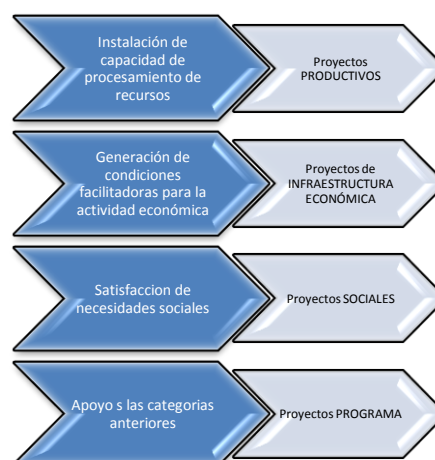 Instalación de
capacidad de
procesamiento de
recursos
Proyectos
PRODUCTIVOS
Generación de
condiciones
facilitadoras para la
actividad económica
Proyectos de
INFRAESTRUCTURA
ECONÓMICA
Satisfaccion de
necesidades sociales
Proyectos SOCIALES
Apoyo s las categorias
anteriores
Proyectos PROGRAMA